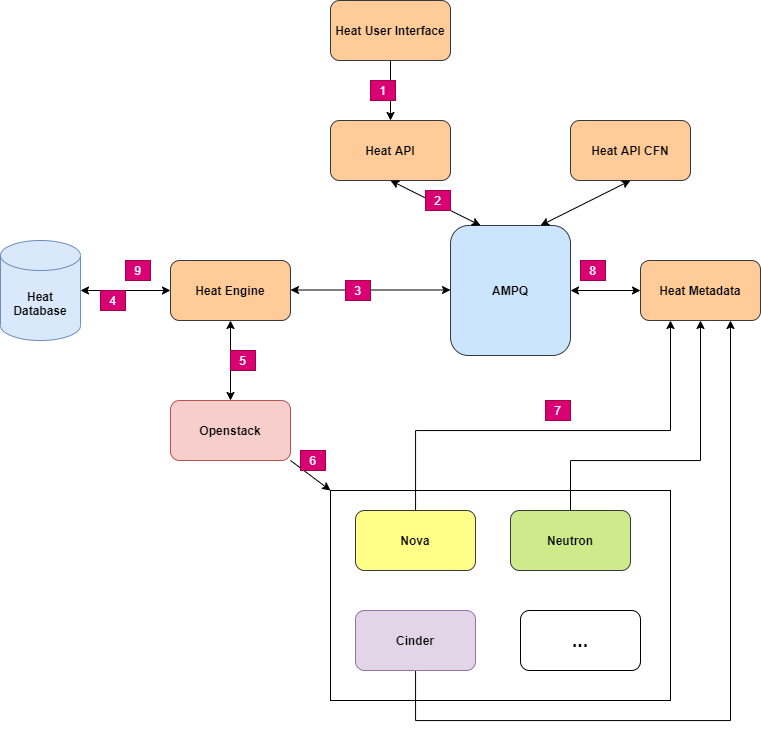 Heat User Interface
1
Heat API
Heat API CFN
2
Heat
Database
9
4
Heat Engine
3
AMPQ
8
Heat Metadata
5
Openstack
7
6
Nova
Neutron
Cinder
...